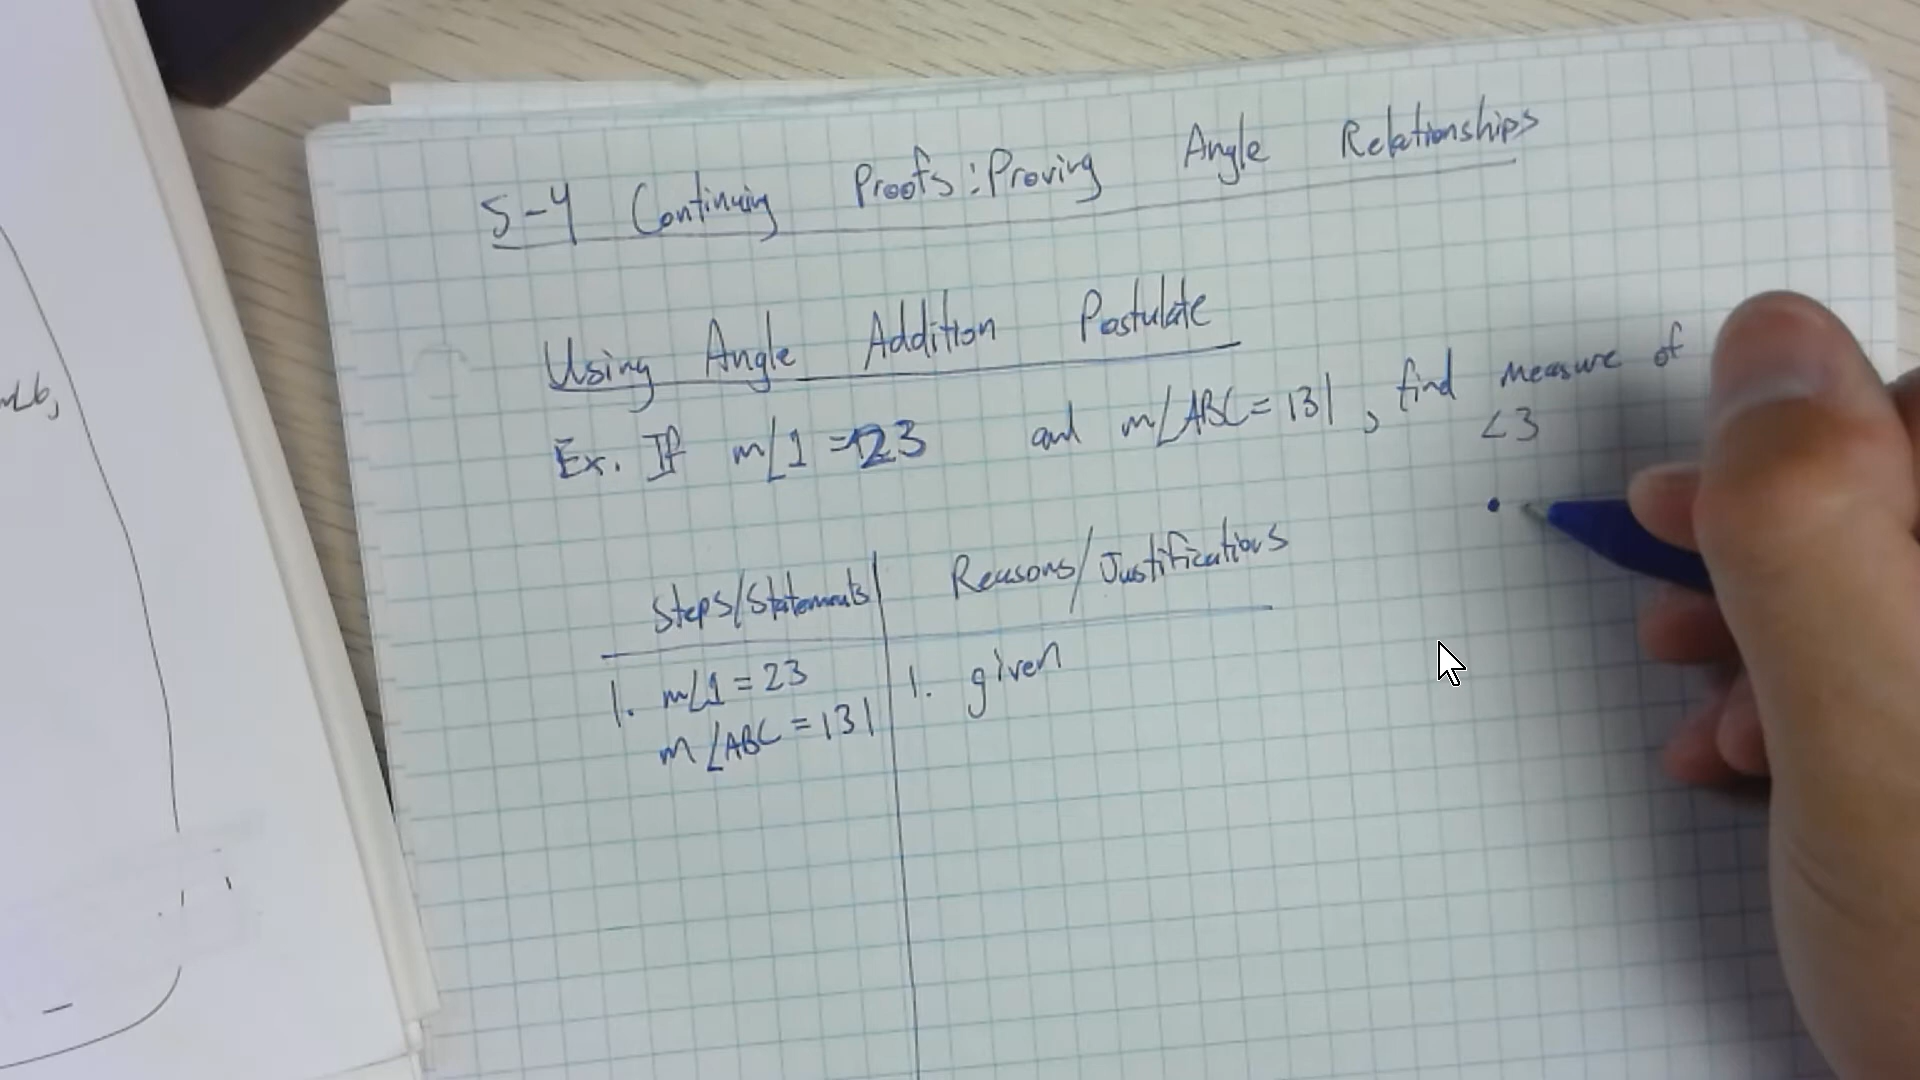 5-4 Continuing Proofs: Proving Angle Relationships
Using Angle Addition Postulate
Ex. If m∠1 = 23 and m∠ABC = 131, find measure of
∠3
Steps/Statements Reasons/Justifications
1. m∠1 = 23 1. given
m∠ABC = 131